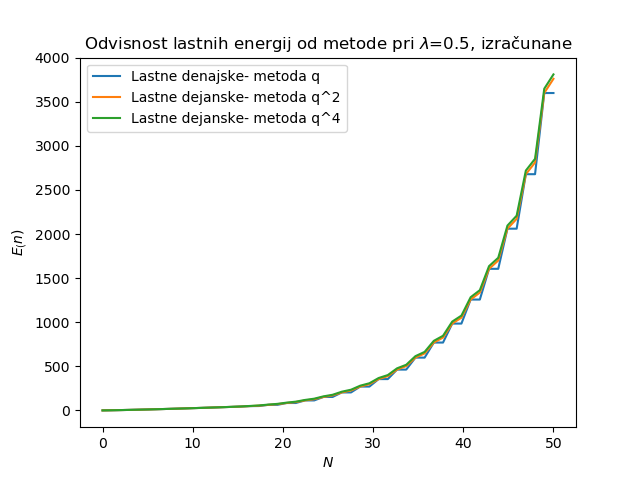 Odvisnost lastnih energij od metode pri λ=0.5, izračunane
Lastne denajske- metoda q
Lastne dejanske- metoda q^2
Lastne dejanske- metoda q^4
4000
3500
3000
2500
2000
1500
1000
500
0
E(n)
0 10 20 30 40 50
N